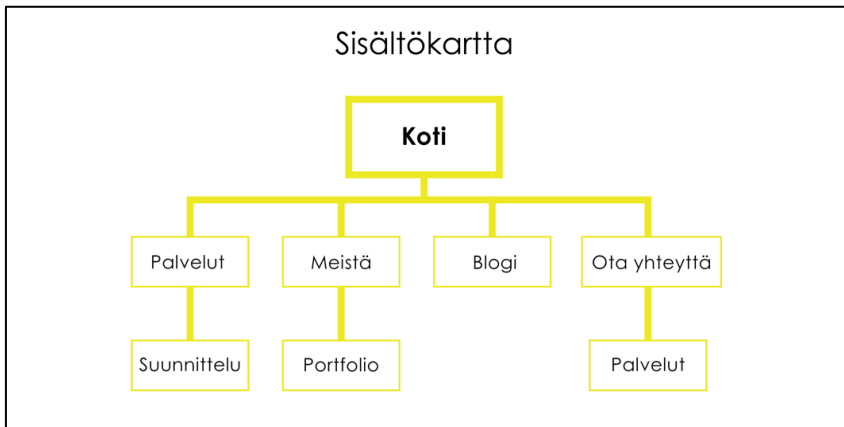 Sisältökartta
Koti
Palvelut
Meistä
Blogi
Ota yhteyttä
Suunnittelu
Portfolio
Palvelut